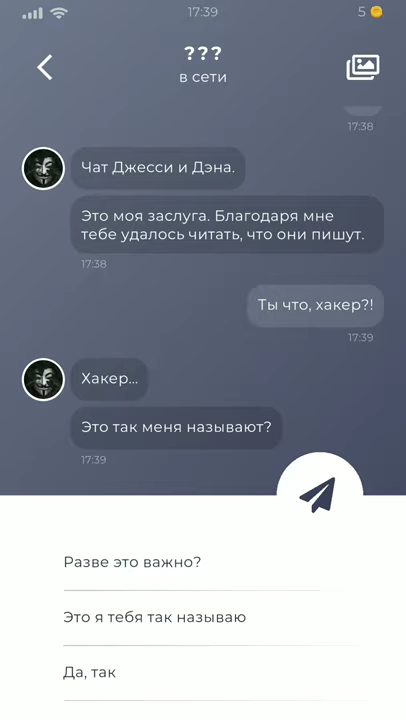 17:39
5
???
в сети
17:38
Чат Джесси и Дэна.
Это моя заслуга. Благодаря мне
тебе удалось читать, что они пишут.
17:38
Ты что, хакер?!
17:39
Хакер...
Это так меня называют?
17:39
Разве это важно?
Это я тебя так называю
Да, так